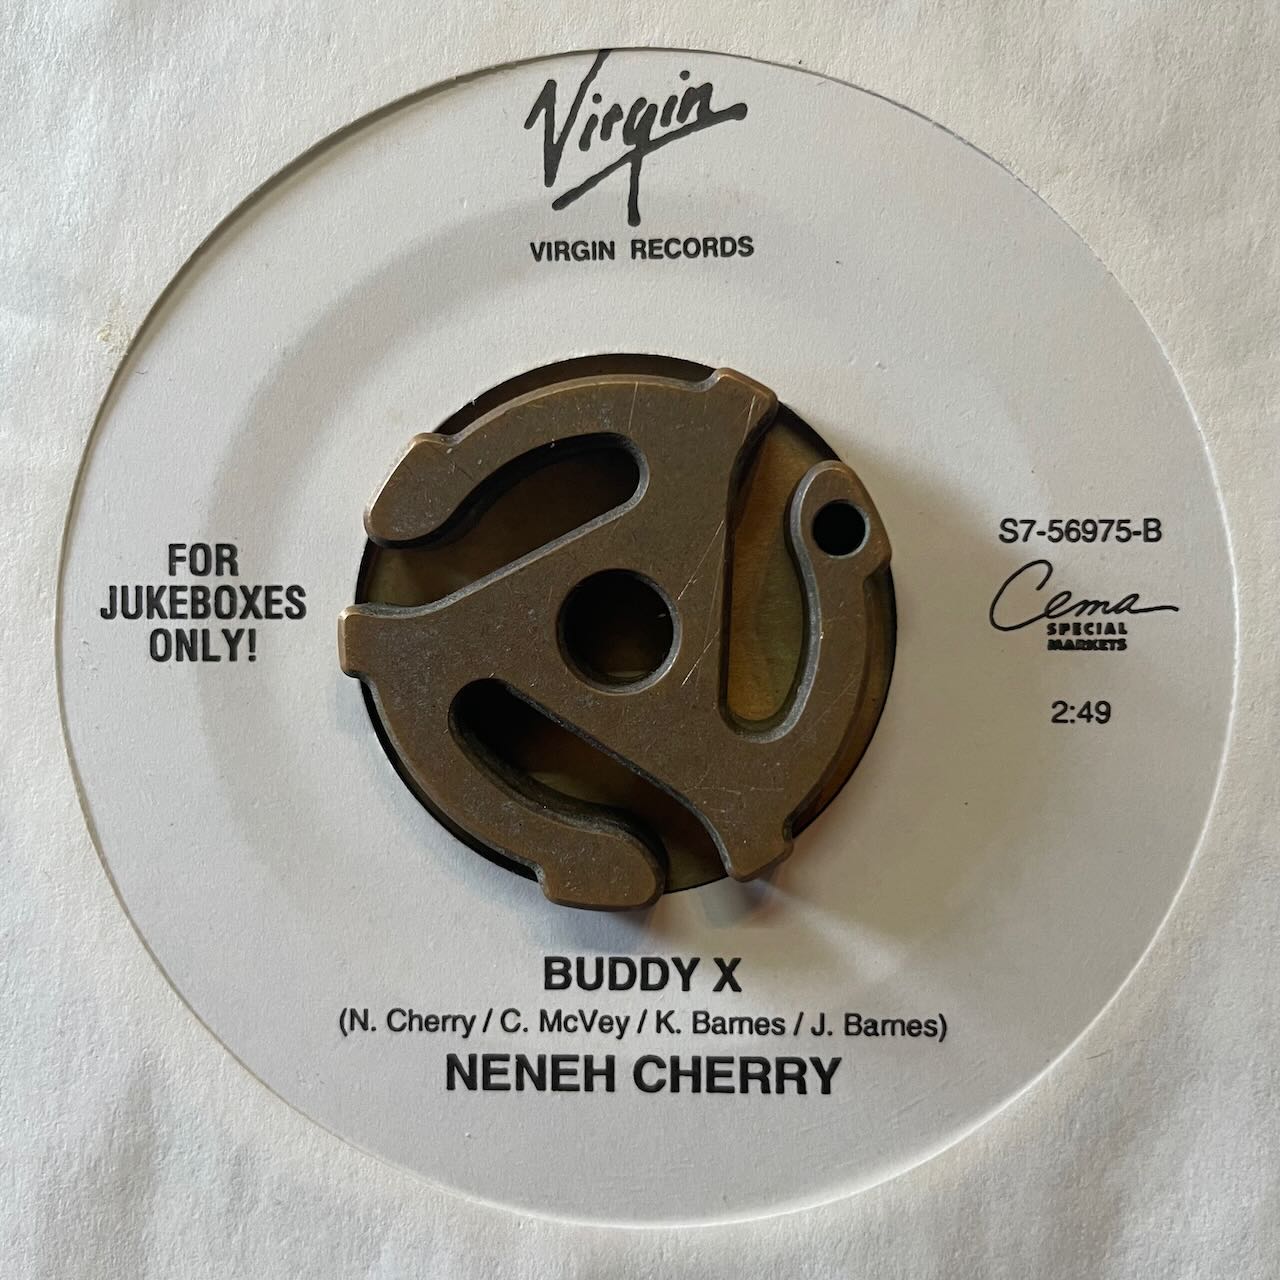 Virgin
VIRGIN RECORDS
FOR
JUKEBOXES
ONLY!
S7-56975-B
Cema
SPECIAL
MARKETS
2:49
BUDDY X
(N. Cherry / C. McVey / K. Barnes / J. Barnes)
NENEH CHERRY